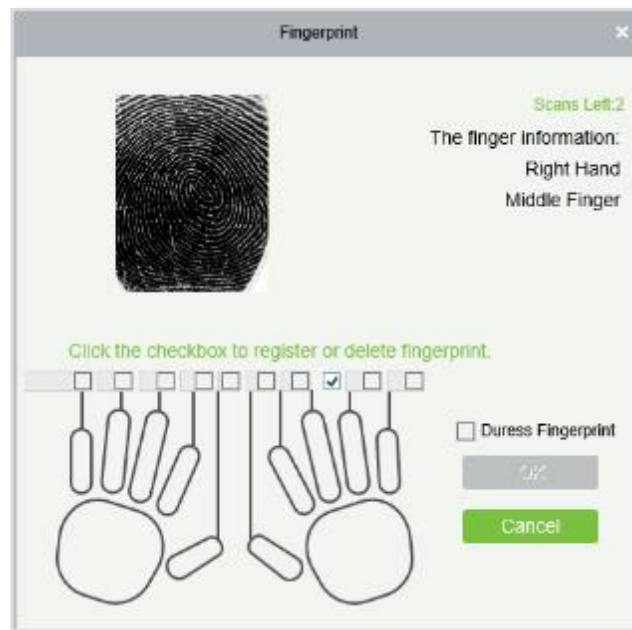 Fingerprint
Scans Left:2
The finger information:
Right Hand
Middle Finger
Click the checkbox to register or delete fingerprint.
Duress Fingerprint
OK
Cancel